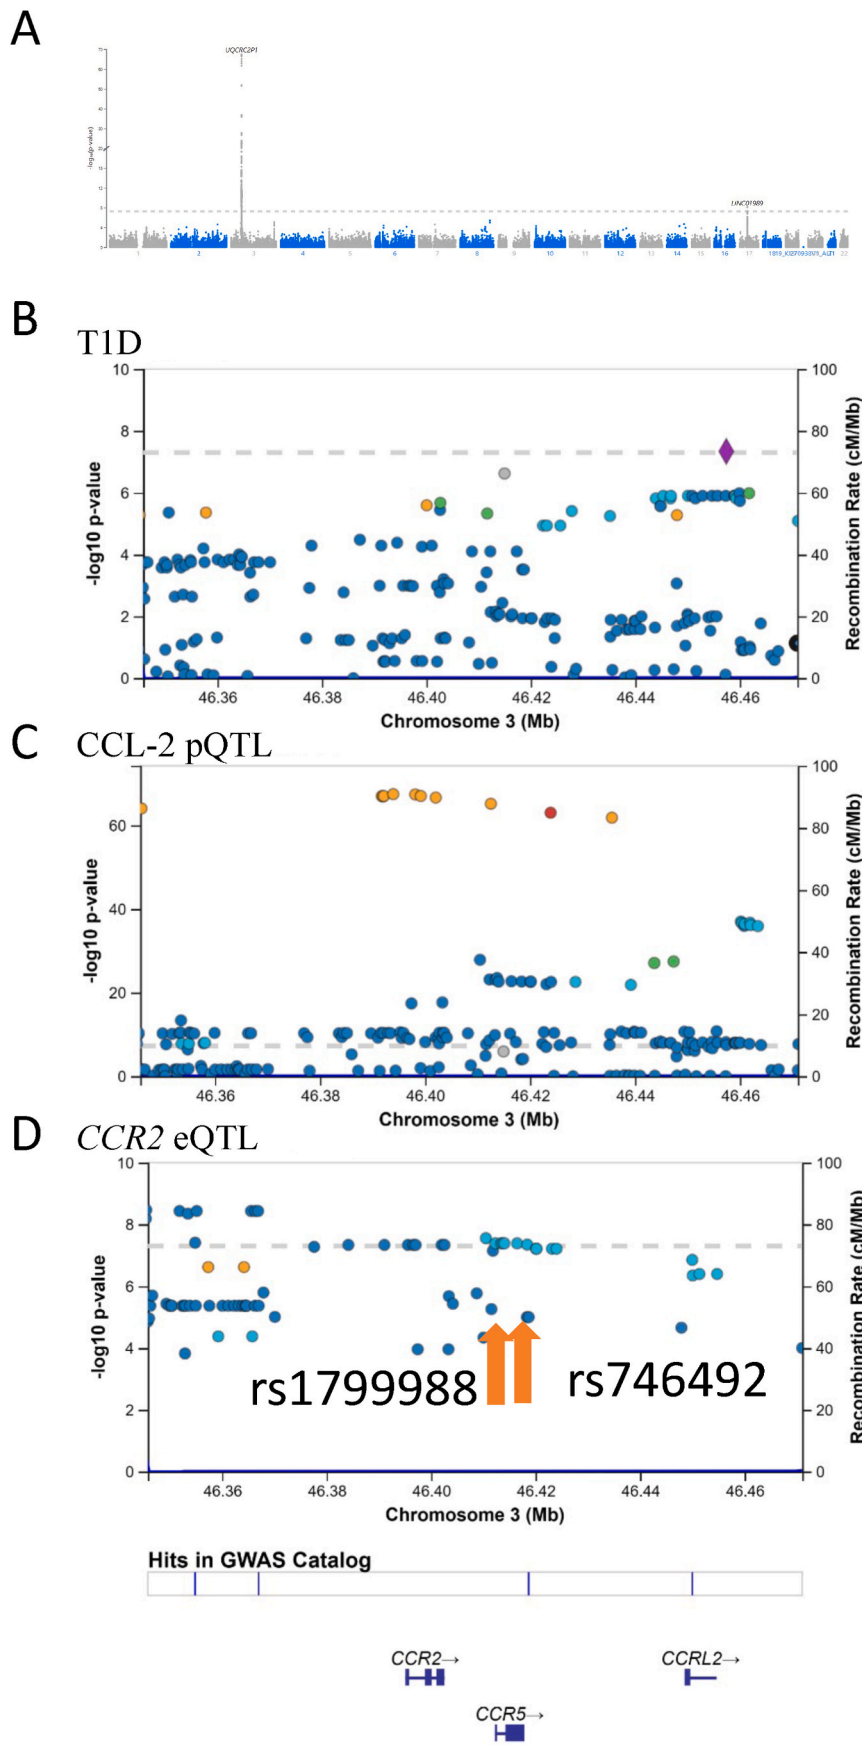 A
UQCRC2P1
LINC01989
-log10(p value)
1 2 3 4 5 6 7 8 9 10 11 12 13 14 15 16 17 22
B
T1D
10
8
6
4
2
0
-log10 p-value
100
80
60
40
20
0
Recombination Rate (cM/Mb)
46.36 46.38 46.40 46.42 46.44 46.46
Chromosome 3 (Mb)
C
CCL-2 pQTL
60
40
20
0
-log10 p-value
100
80
60
40
20
0
Recombination Rate (cM/Mb)
46.36 46.38 46.40 46.42 46.44 46.46
Chromosome 3 (Mb)
D
CCR2 eQTL
10
8
6
4
2
0
-log10 p-value
100
80
60
40
20
0
Recombination Rate (cM/Mb)
rs1799988 rs746492
46.36 46.38 46.40 46.42 46.44 46.46
Chromosome 3 (Mb)
Hits in GWAS Catalog
CCR2→ CCRL2→
CCR5→